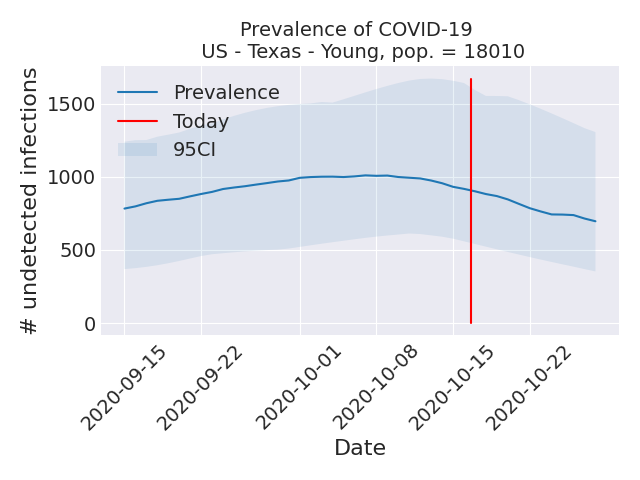 Prevalence of COVID-19
US - Texas - Young, pop. = 18010
# undetected infections
1500
1000
500
0
Prevalence
Today
95CI
2020-09-15
2020-09-22
2020-10-01
2020-10-08
2020-10-15
2020-10-22
Date